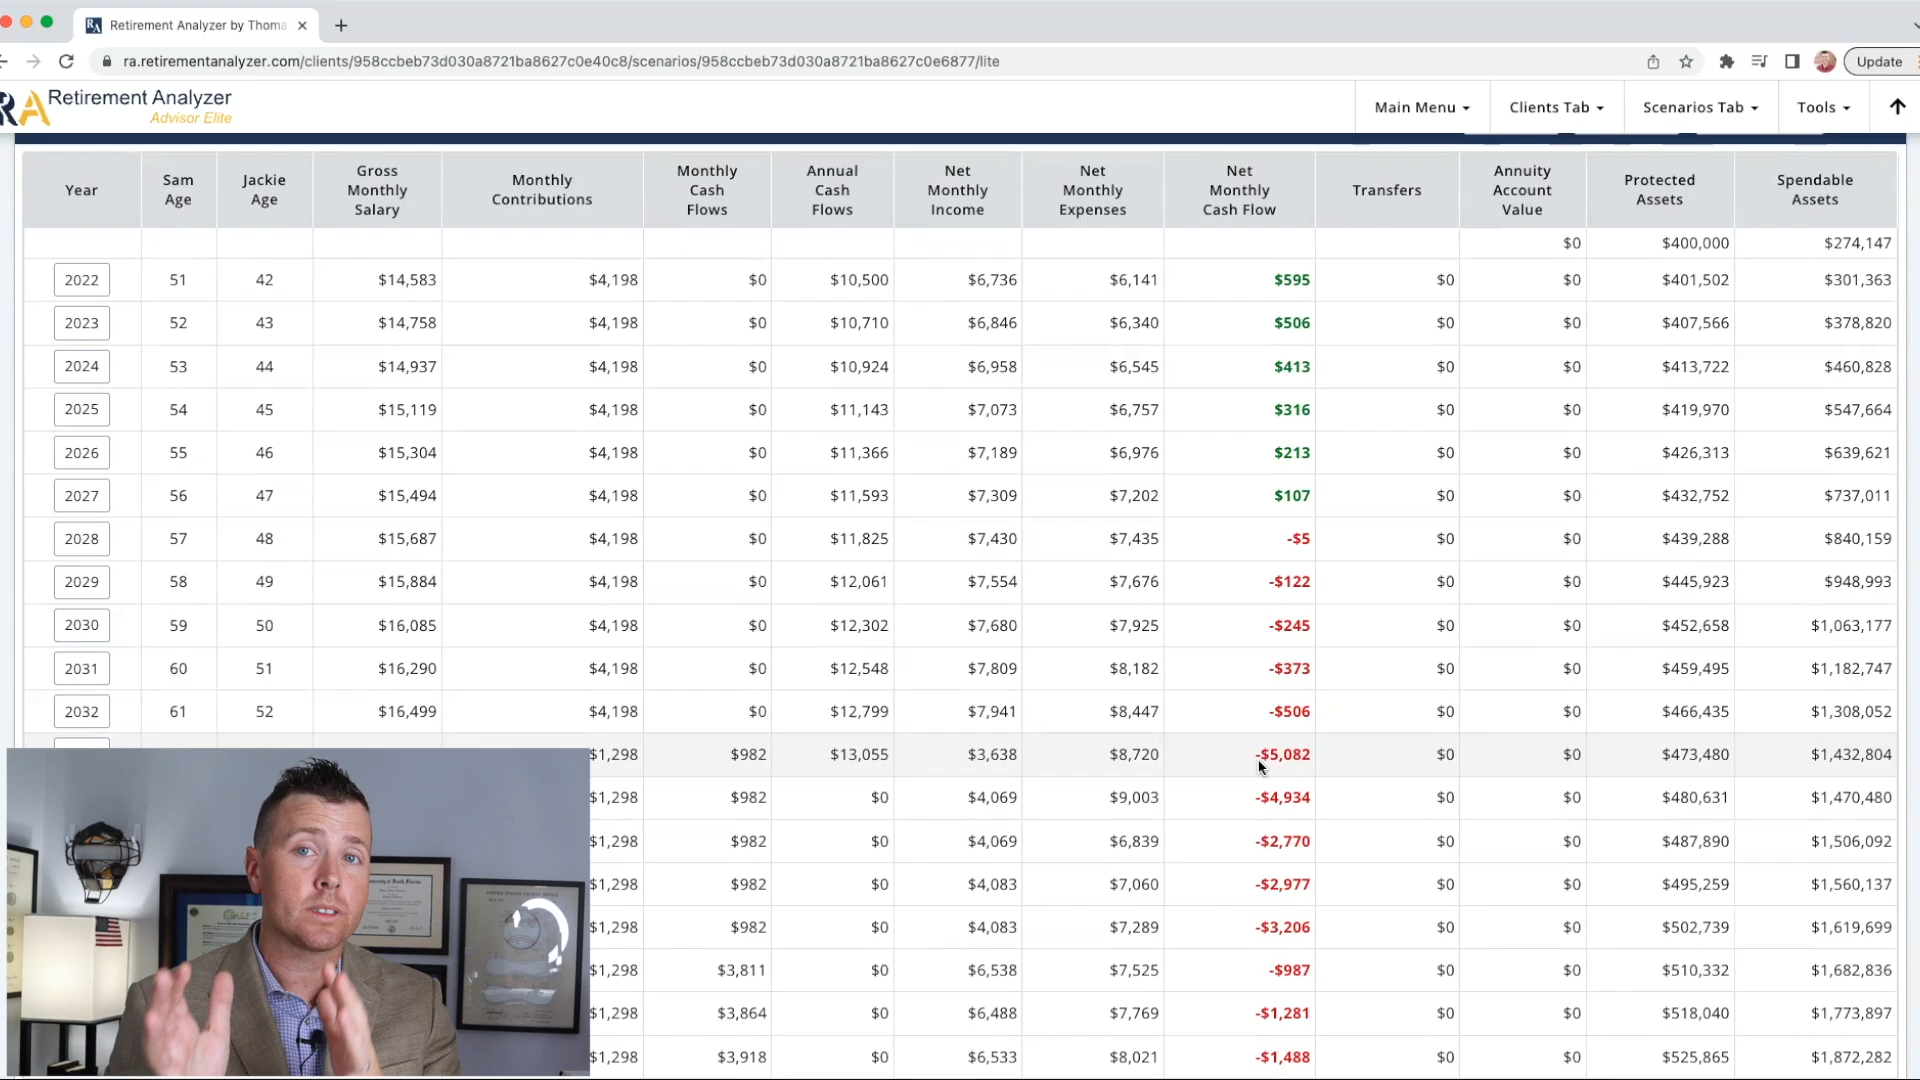 Retirement Analyzer by Thoma
ra.retirementanalyzer.com/clients/958ccbeb73d030a8721ba8627c0e40c8/scenarios/958ccbeb73d030a8721ba8627c0e6877/lite
Update
RA Retirement Analyzer
Advisor Elite
Main Menu Clients Tab Scenarios Tab Tools
Year Sam Age Jackie Age Gross Monthly Salary Monthly Contributions Monthly Cash Flows Annual Cash Flows Net Monthly Income Net Monthly Expenses Net Monthly Cash Flow Transfers Annuity Account Value Protected Assets Spendable Assets
$0 $400,000 $274,147
2022 51 42 $14,583 $4,198 $0 $10,500 $6,736 $6,141 $595 $0 $0 $401,502 $301,363
2023 52 43 $14,758 $4,198 $0 $10,710 $6,846 $6,340 $506 $0 $0 $407,566 $378,820
2024 53 44 $14,937 $4,198 $0 $10,924 $6,958 $6,545 $413 $0 $0 $413,722 $460,828
2025 54 45 $15,119 $4,198 $0 $11,143 $7,073 $6,757 $316 $0 $0 $419,970 $547,664
2026 55 46 $15,304 $4,198 $0 $11,366 $7,189 $6,976 $213 $0 $0 $426,313 $639,621
2027 56 47 $15,494 $4,198 $0 $11,593 $7,309 $7,202 $107 $0 $0 $432,752 $737,011
2028 57 48 $15,687 $4,198 $0 $11,825 $7,430 $7,435 -$5 $0 $0 $439,288 $840,159
2029 58 49 $15,884 $4,198 $0 $12,061 $7,554 $7,676 -$122 $0 $0 $445,923 $948,993
2030 59 50 $16,085 $4,198 $0 $12,302 $7,680 $7,925 -$245 $0 $0 $452,658 $1,063,177
2031 60 51 $16,290 $4,198 $0 $12,548 $7,809 $8,182 -$373 $0 $0 $459,495 $1,182,747
2032 61 52 $16,499 $4,198 $0 $12,799 $7,941 $8,447 -$506 $0 $0 $466,435 $1,308,052
$1,298 $982 $13,055 $3,638 $8,720 -$5,082 $0 $0 $473,480 $1,432,804
$1,298 $982 $0 $4,069 $9,003 -$4,934 $0 $0 $480,631 $1,470,480
$1,298 $982 $0 $4,069 $6,839 -$2,770 $0 $0 $487,890 $1,506,092
$1,298 $982 $0 $4,083 $7,060 -$2,977 $0 $0 $495,259 $1,560,137
$1,298 $982 $0 $4,083 $7,289 -$3,206 $0 $0 $502,739 $1,619,699
$1,298 $3,811 $0 $6,538 $7,525 -$987 $0 $0 $510,332 $1,682,836
$1,298 $3,864 $0 $6,488 $7,769 -$1,281 $0 $0 $518,040 $1,773,897
$1,298 $3,918 $0 $6,533 $8,021 -$1,488 $0 $0 $525,865 $1,872,282